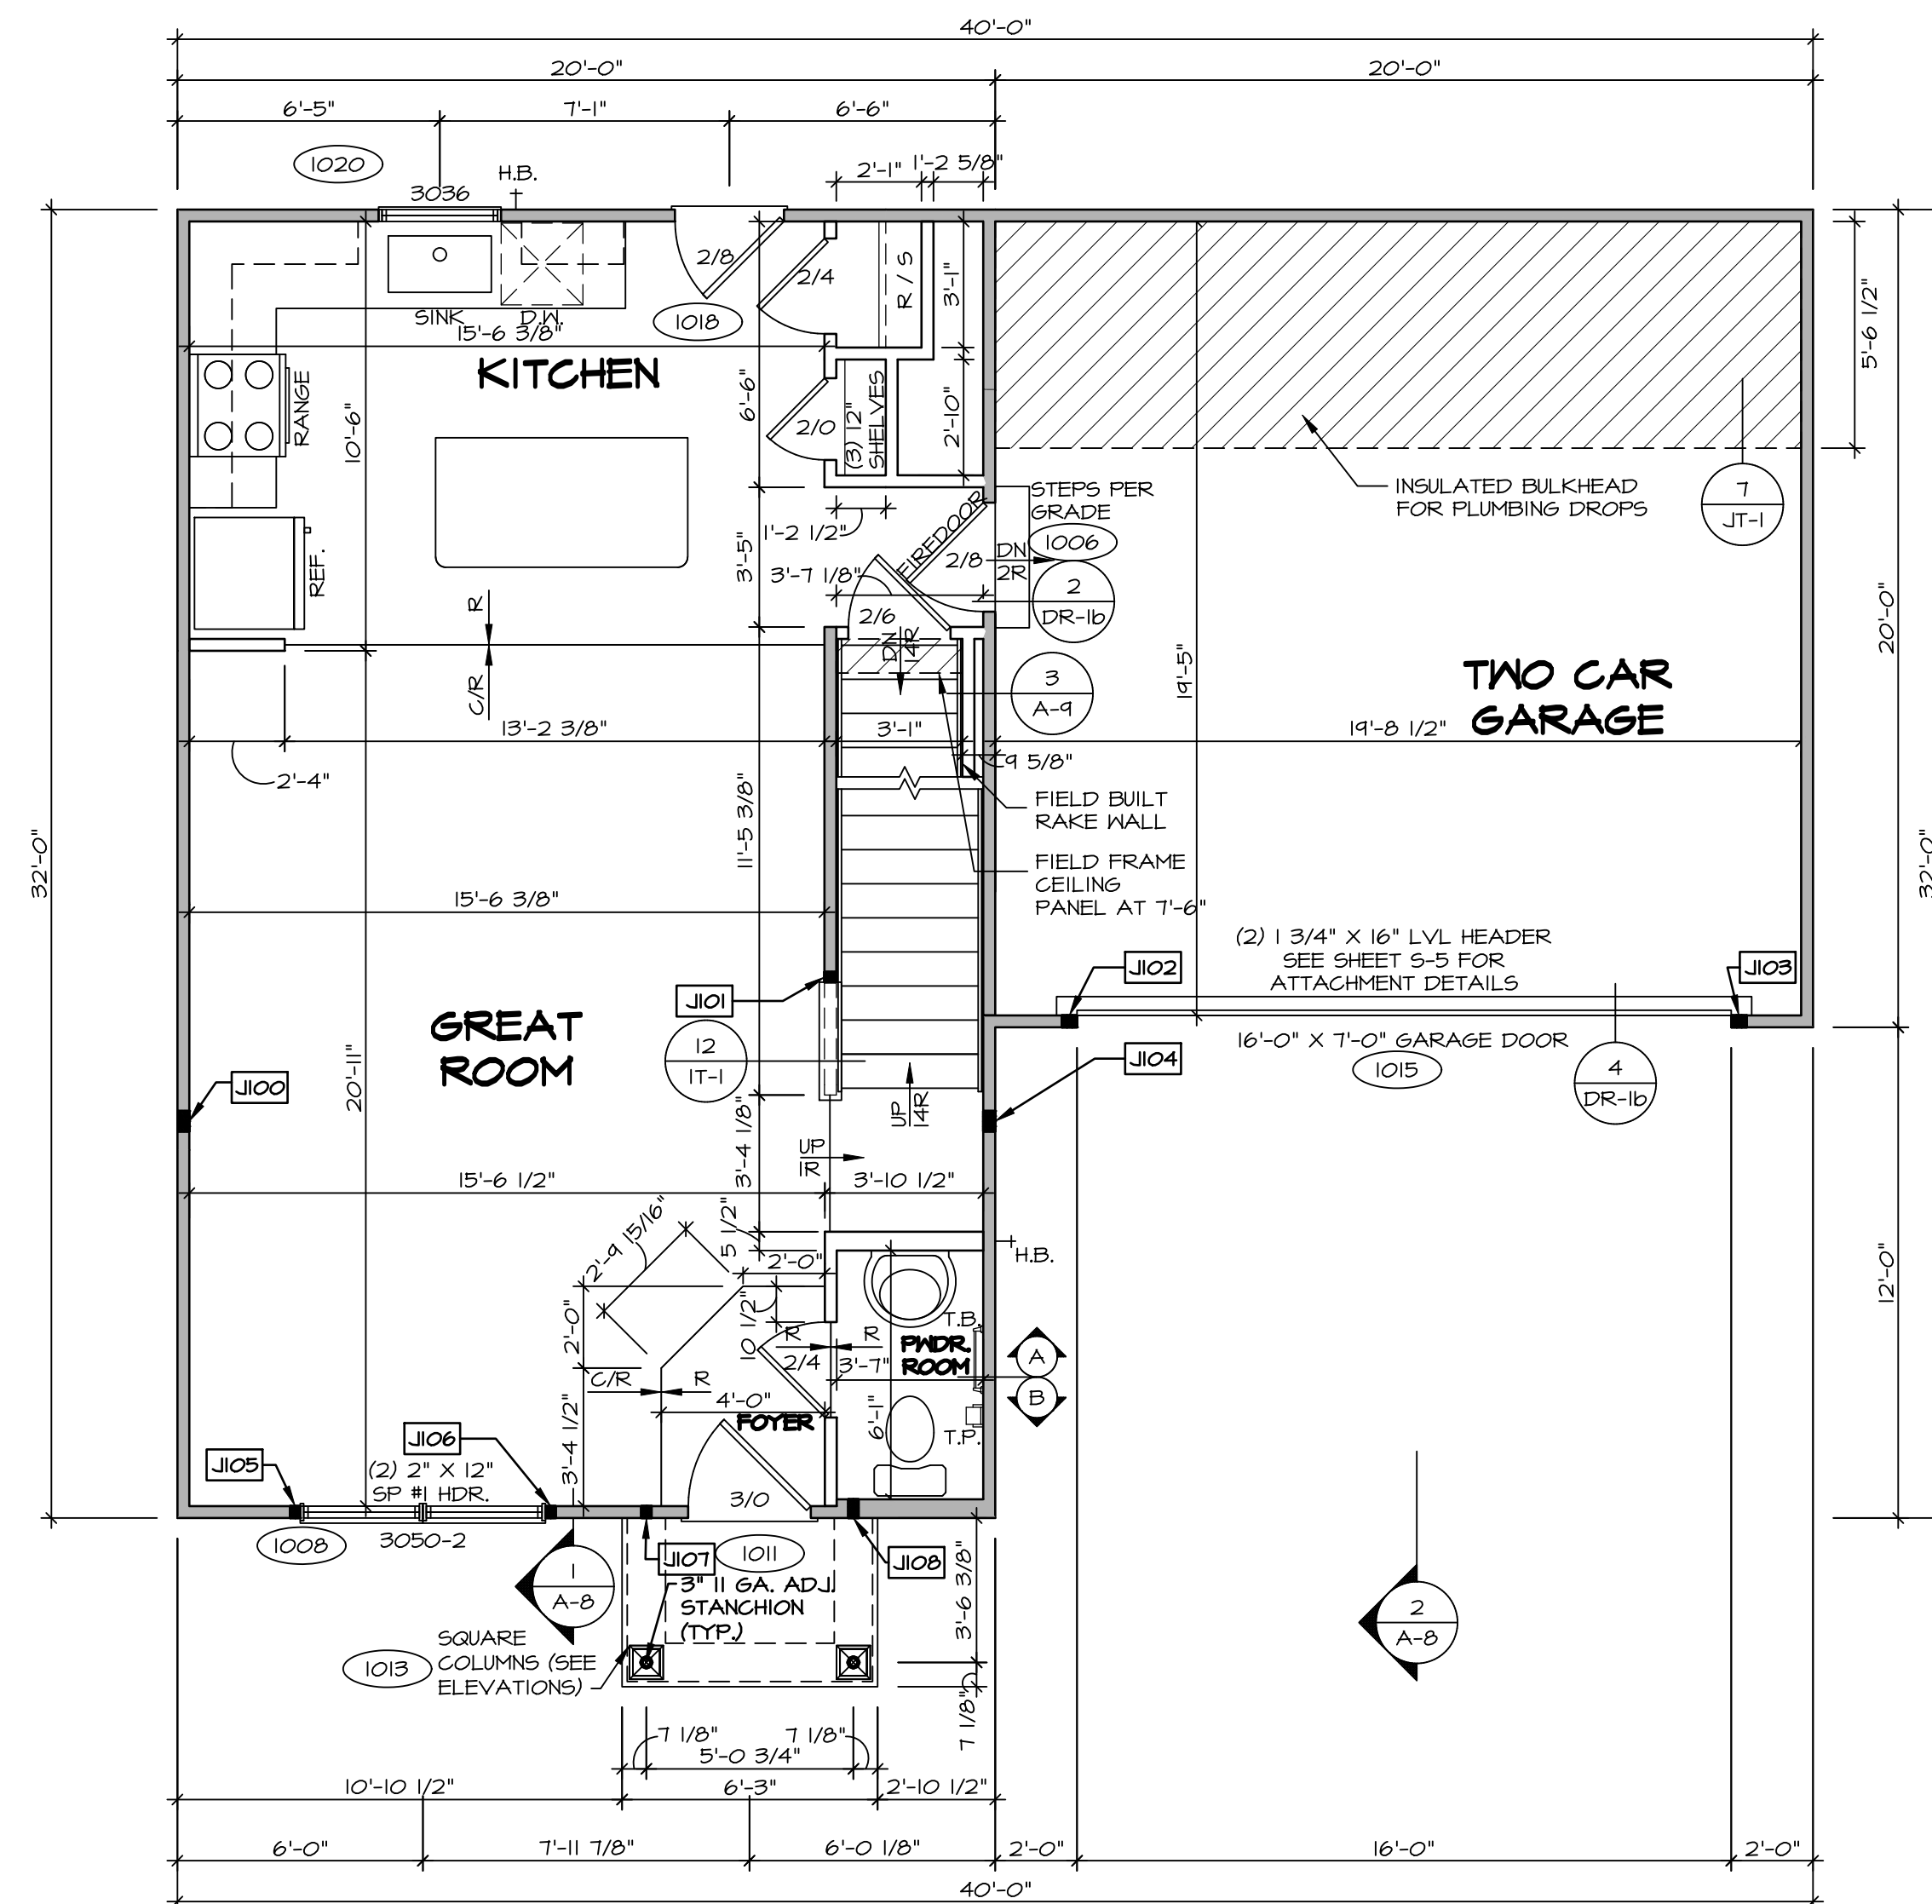 40'-0"
20'-0"
20'-0"
6'-5"
7'-1"
6'-6"
1020
3036
H.B.
2'-1"
1'-2 5/8"
2/8
1018
2/4
R / S
3'-1"
SINK
D.W.
15'-6 3/8"
KITCHEN
RANGE
10'-6"
6'-6"
2/0
(3) 12"
SHELVES
2'-10"
5'-6 1/2"
INSULATED BULKHEAD
FOR PLUMBING DROPS
7
JT-1
STEPS PER
GRADE
1006
FIREDOOR
1'-2 1/2"
3'-5"
3'-7 1/8"
2/8
DN
2R
2
DR-1b
REF.
R
C/R
2/6
DN
14R
3
A-9
19'-5"
20'-0"
TWO CAR
GARAGE
13'-2 3/8"
3'-1"
19'-8 1/2"
2'-4"
9 5/8"
FIELD BUILT
RAKE WALL
11'-5 3/8"
32'-0"
32'-0"
FIELD FRAME
CEILING
PANEL AT 7'-6"
15'-6 3/8"
(2) 1 3/4" X 16" LVL HEADER
SEE SHEET S-5 FOR
ATTACHMENT DETAILS
J101
J102
J103
GREAT
ROOM
12
1T-1
16'-0" X 7'-0" GARAGE DOOR
1015
4
DR-1b
J104
J100
20'-11"
UP
14R
3'-4 1/8"
UP
1R
15'-6 1/2"
3'-10 1/2"
5 1/2"
2'-9 15/16"
2'-0"
H.B.
12'-0"
2'-0"
10 1/2"
R
R
2/4
T.B.
PWDR.
ROOM
3'-7"
A
B
C/R
R
4'-0"
FOYER
6'-1"
T.P.
3'-4 1/2"
J105
J106
(2) 2" X 12"
SP #1 HDR.
3/0
1008
3050-2
1
A-8
J107
1011
J108
3" 11 GA. ADJ.
STANCHION
(TYP.)
3'-6 3/8"
2
A-8
1013
SQUARE
COLUMNS (SEE
ELEVATIONS)
7 1/8"
7 1/8"
7 1/8"
5'-0 3/4"
10'-10 1/2"
6'-3"
2'-10 1/2"
6'-0"
7'-11 7/8"
6'-0 1/8"
2'-0"
16'-0"
2'-0"
40'-0"